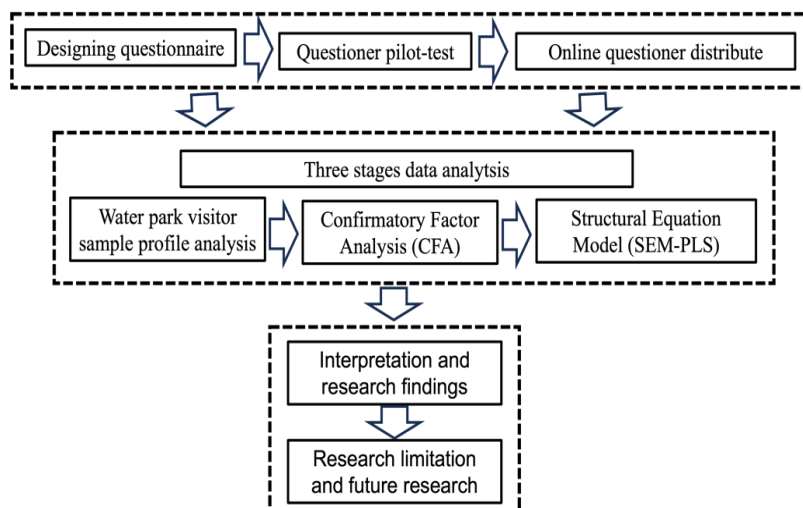 Designing questionnaire
Questioner pilot-test
Online questioner distribute
Three stages data analytsis
Water park visitor
sample profile analysis
Confirmatory Factor
Analysis (CFA)
Structural Equation
Model (SEM-PLS)
Interpretation and
research findings
Research limitation
and future research